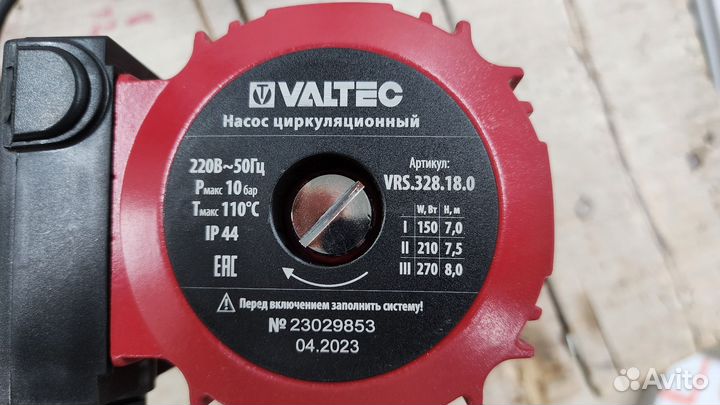 VALTEC
Насос циркуляционный
220В~50Гц
Pмакс 10 бар
Tмакс 110°C
IP 44
EAC
Артикул:
VRS.328.18.0
W, Вт H, м
I 150 7,0
II 210 7,5
III 270 8,0
Перед включением заполнить систему!
№ 23029853
04.2023
Avito